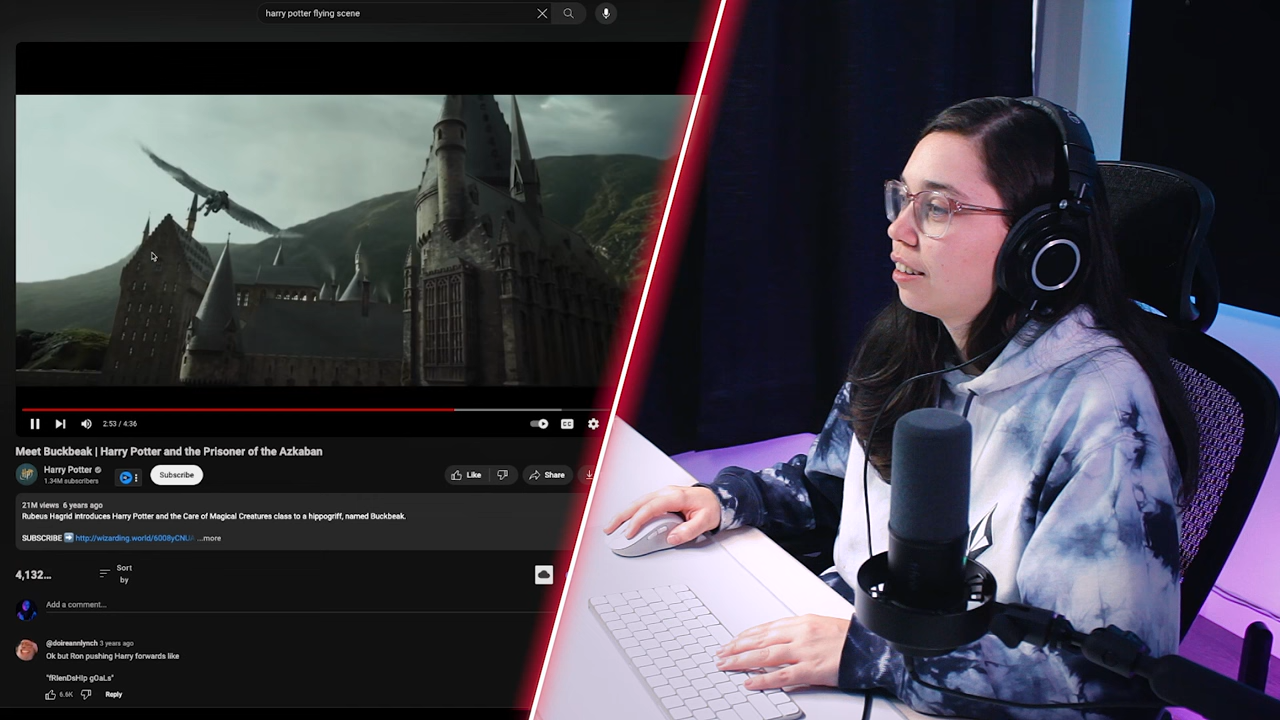 harry potter flying scene
2:53 / 4:36
CC
Meet Buckbeak | Harry Potter and the Prisoner of the Azkaban
Harry Potter
1.34M subscribers
Subscribe
Like
Share
21M views 6 years ago
Rubeus Hagrid introduces Harry Potter and the Care of Magical Creatures class to a hippogriff, named Buckbeak.
SUBSCRIBE ➡ http://wizarding.world/6008yCNU ...more
4,132...
Sort
by
Add a comment...
@doireannlynch 3 years ago
Ok but Ron pushing Harry forwards like
"fRIenDsHIp gOaLs"
6.6K
Reply